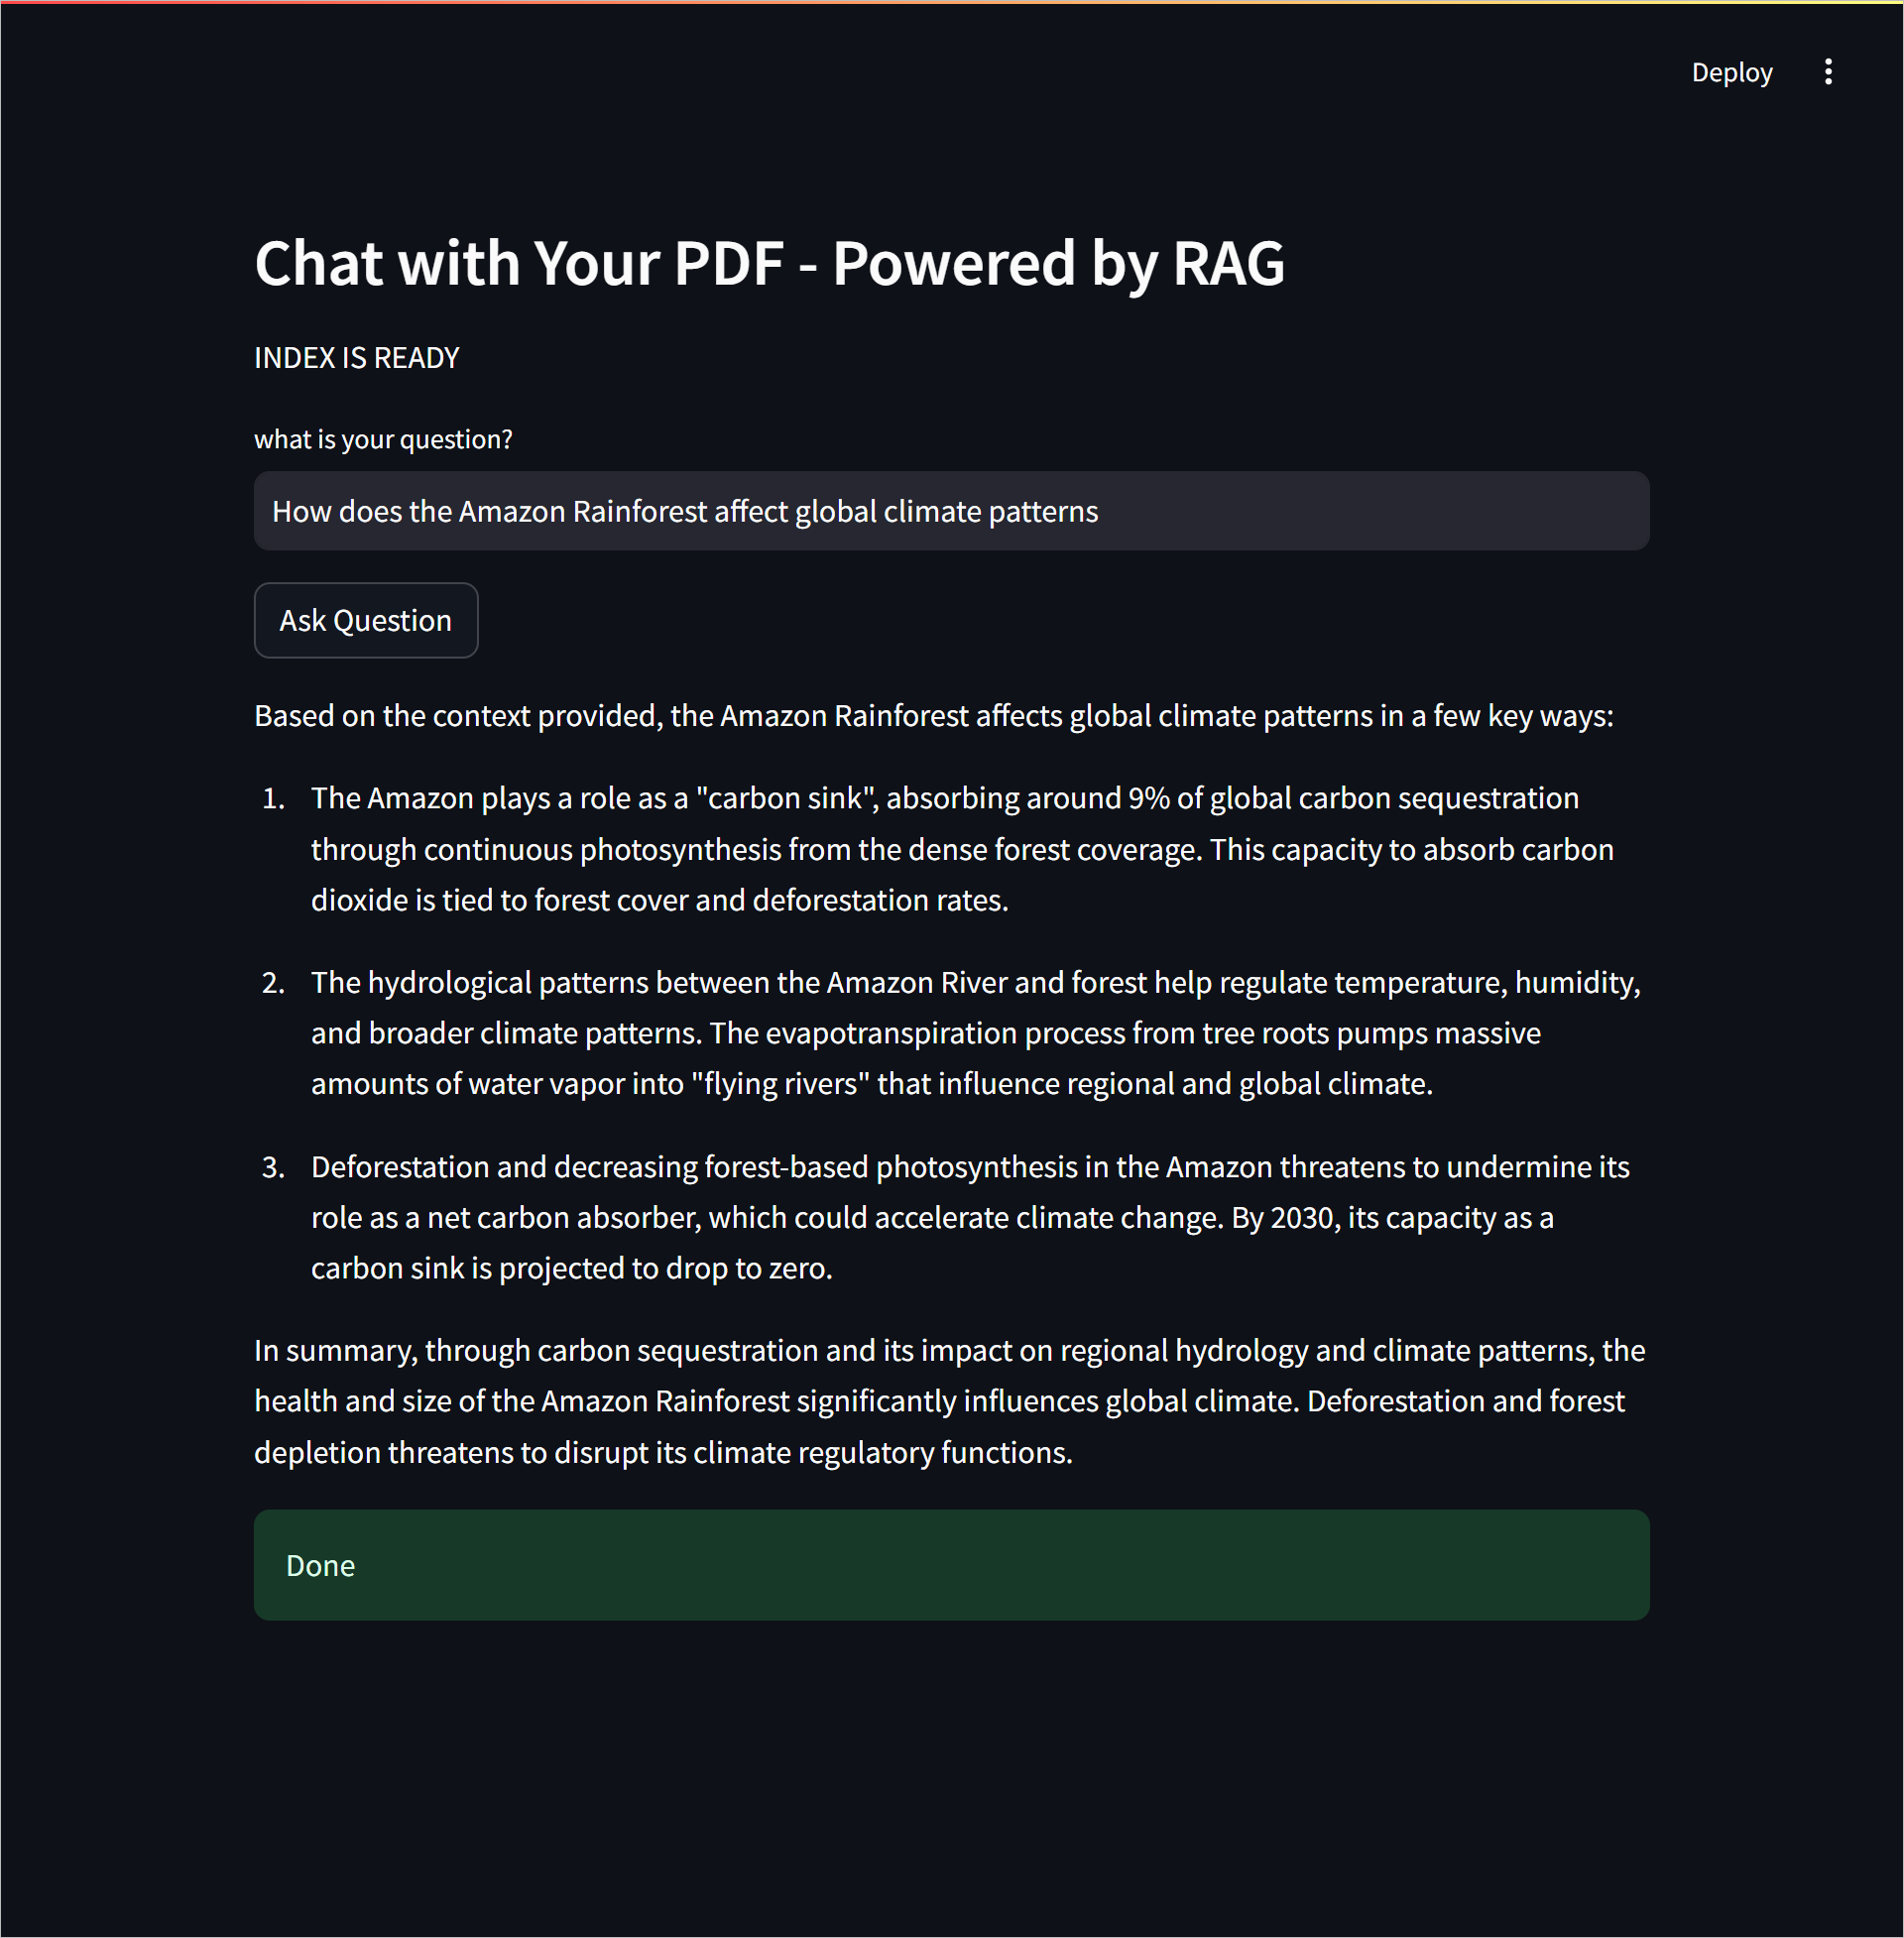 Deploy
Chat with Your PDF - Powered by RAG
INDEX IS READY
what is your question?
How does the Amazon Rainforest affect global climate patterns
Ask Question
Based on the context provided, the Amazon Rainforest affects global climate patterns in a few key ways:
1. The Amazon plays a role as a "carbon sink", absorbing around 9% of global carbon sequestration
through continuous photosynthesis from the dense forest coverage. This capacity to absorb carbon
dioxide is tied to forest cover and deforestation rates.
2. The hydrological patterns between the Amazon River and forest help regulate temperature, humidity,
and broader climate patterns. The evapotranspiration process from tree roots pumps massive
amounts of water vapor into "flying rivers" that influence regional and global climate.
3. Deforestation and decreasing forest-based photosynthesis in the Amazon threatens to undermine its
role as a net carbon absorber, which could accelerate climate change. By 2030, its capacity as a
carbon sink is projected to drop to zero.
In summary, through carbon sequestration and its impact on regional hydrology and climate patterns, the
health and size of the Amazon Rainforest significantly influences global climate. Deforestation and forest
depletion threatens to disrupt its climate regulatory functions.
Done